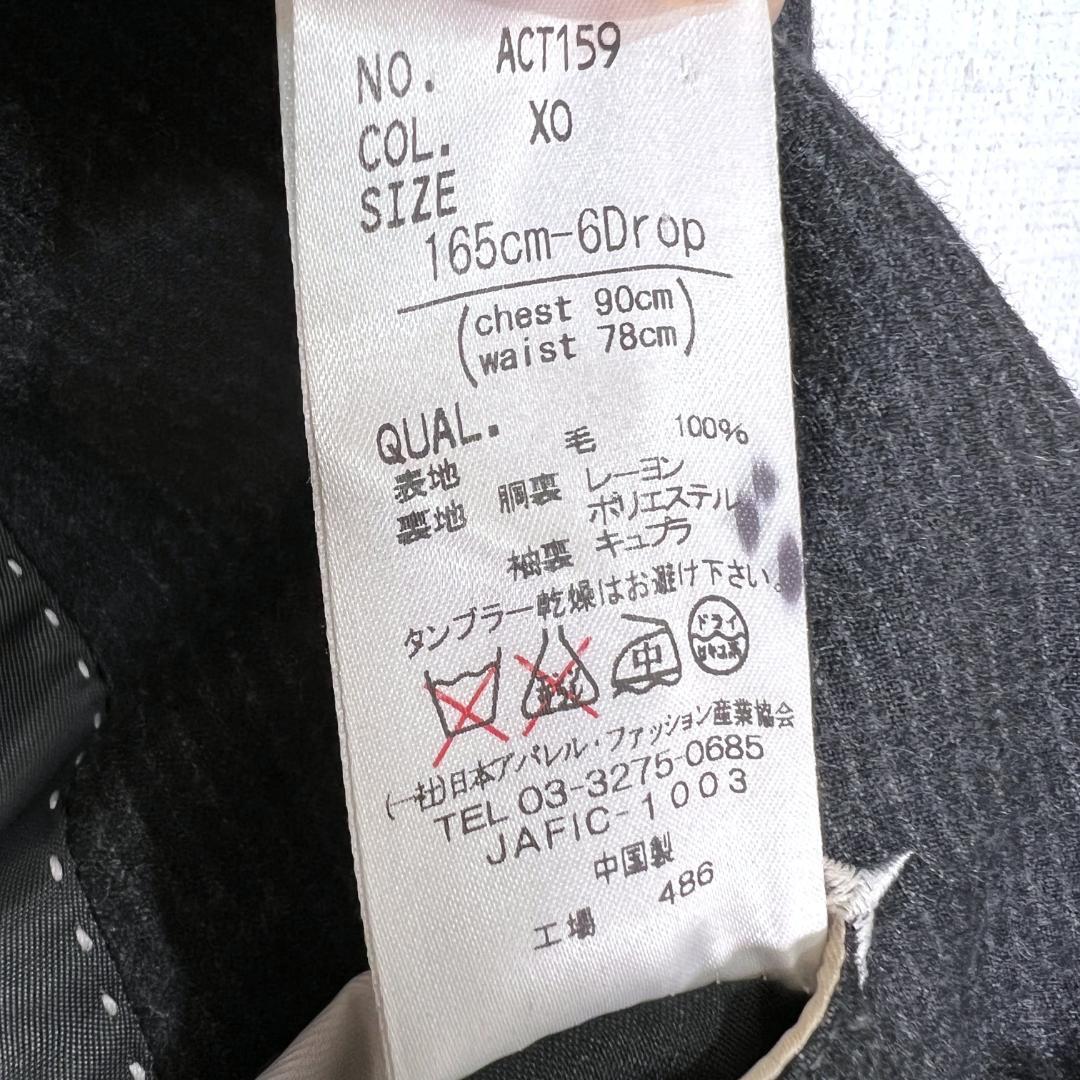 NO. ACT159
COL. XO
SIZE
165cm-6Drop
(chest 90cm
waist 78cm)
QUAL.
表地 毛 100%
裏地 胴裏 レーヨン
ポリエステル
袖裏 キュプラ
タンブラー乾燥はお避け下さい。
中 ドライ
(一社)日本アパレル・ファッション産業協会
TEL 03-3275-0685
JAFIC-1003
中国製
工場 486